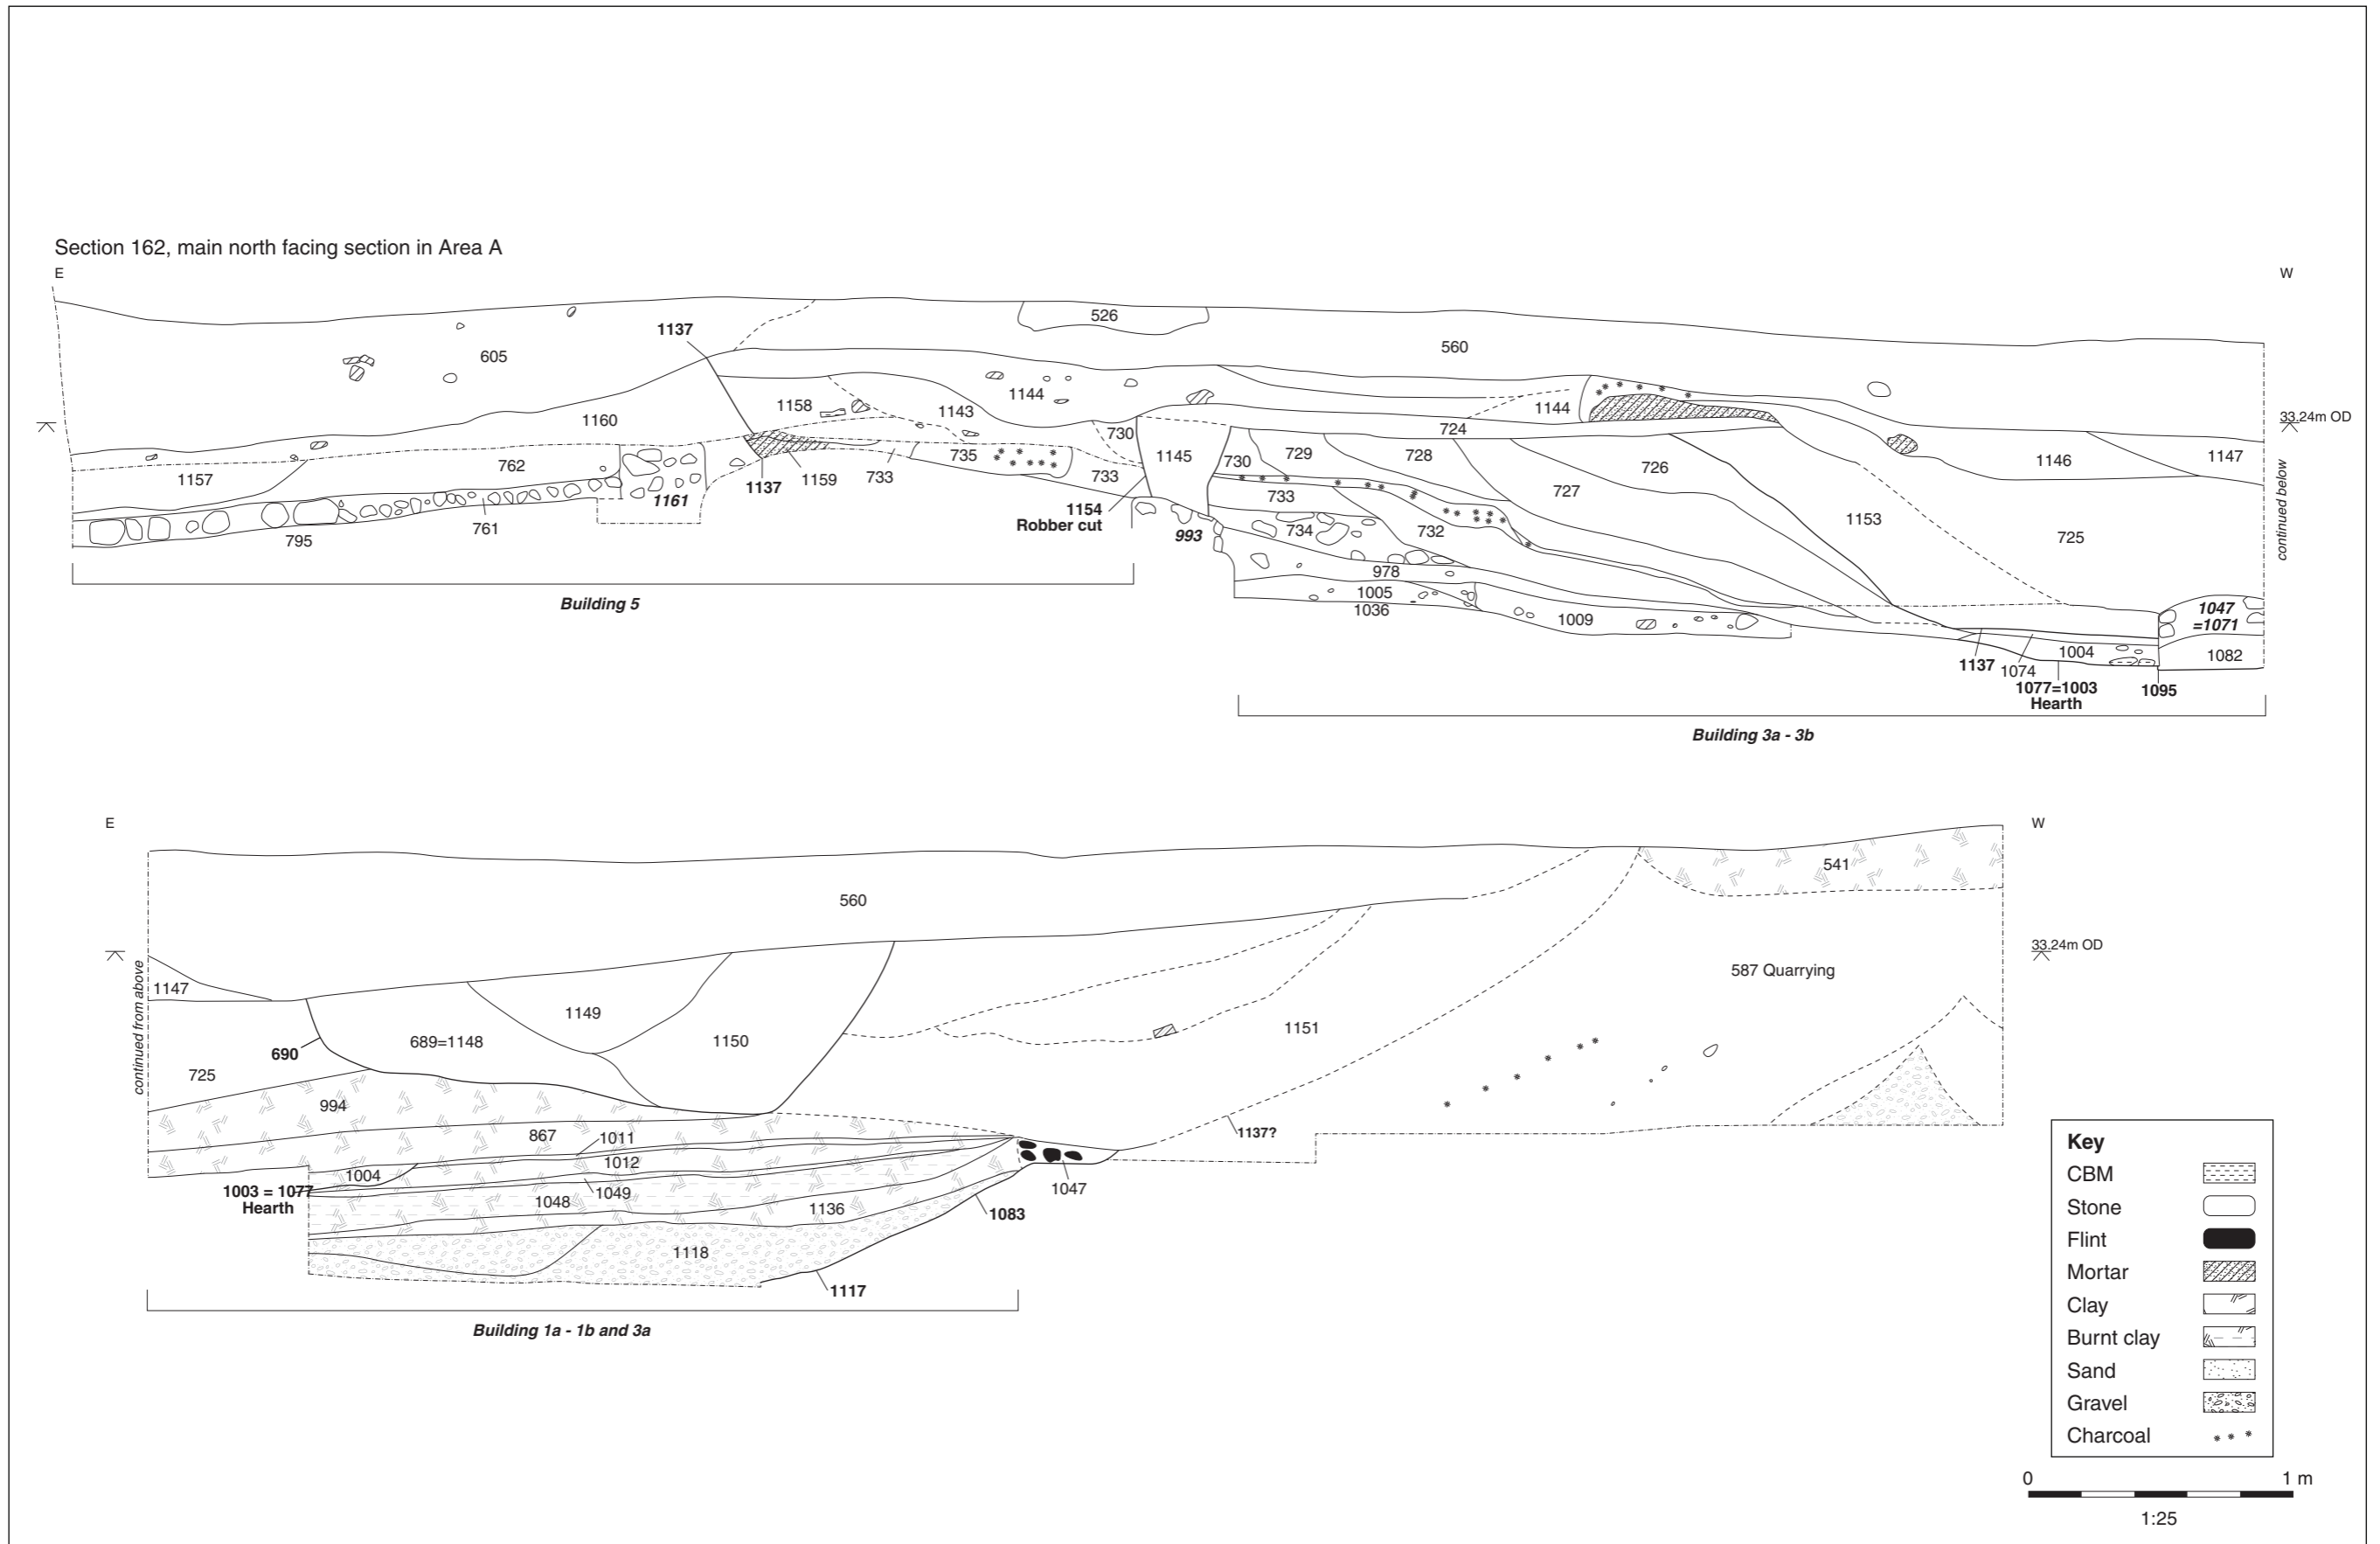 Section 162, main north facing section in Area A
E
W
526
1137
560
605
1144
1158
1143
1144
33.24m OD
1160
730
724
1145
730
729
728
1146
1147
762
735
726
1157
1159
733
733
727
1137
733
1161
1154
Robber cut
761
734
732
1153
993
725
795
continued below
978
1005
Building 5
1036
1047
=1071
1009
1004
1082
1137
1074
1077=1003
Hearth
1095
Building 3a - 3b
E
W
541
560
33.24m OD
587 Quarrying
continued from above
1147
1149
1151
689=1148
1150
690
725
994
867
1011
1137?
1012
1004
1003 = 1077
Hearth
1049
1047
1048
1136
1083
1118
1117
Building 1a - 1b and 3a
Key
CBM
Stone
Flint
Mortar
Clay
Burnt clay
Sand
Gravel
Charcoal
0
1 m
1:25